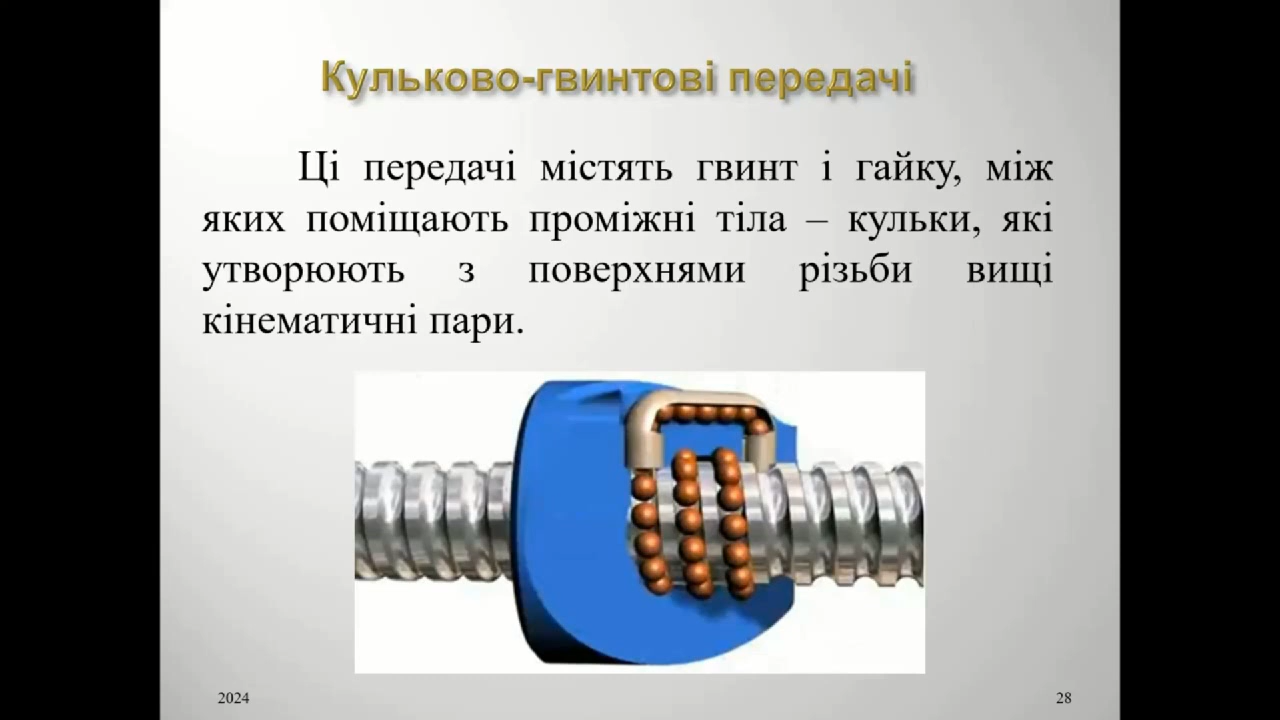 Кульково-гвинтові передачі
Ці передачі містять гвинт і гайку, між
яких поміщають проміжні тіла – кульки, які
утворюють з поверхнями різьби вищі
кінематичні пари.
2024
28